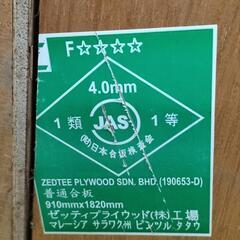 F☆☆☆☆
4.0mm
1類 JAS 1等
(財)日本合板検査会
ZEDTEE PLYWOOD SDN. BHD. (190653-D)
普通合板
910mmx1820mm
ゼッティプライウッド(株)工場
マレーシア サラワク州 ビンツル タタウ